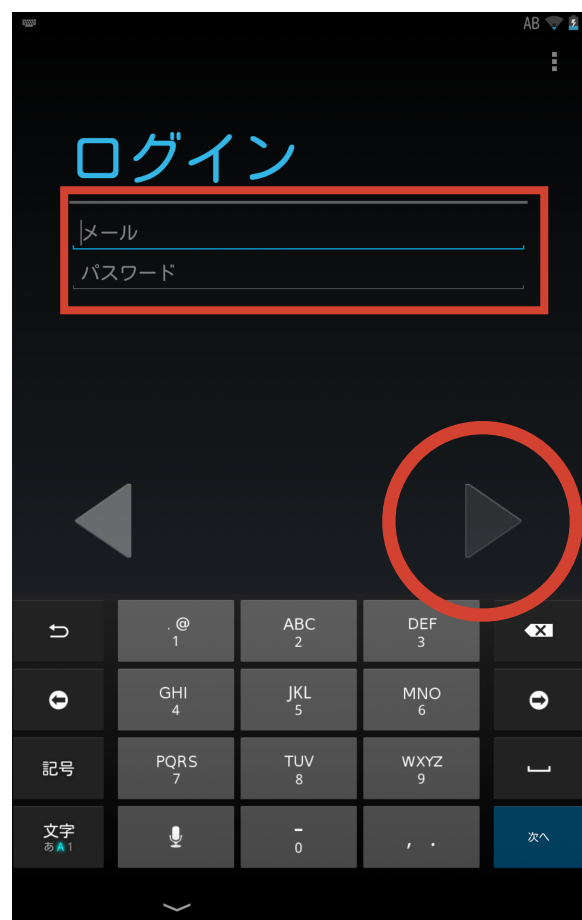 AB
ログイン
メール
パスワード
. @ ABC DEF
1 2 3
GHI JKL MNO
4 5 6
記号 PQRS TUV WXYZ
7 8 9
文字 – , . 次へ
あA1 0